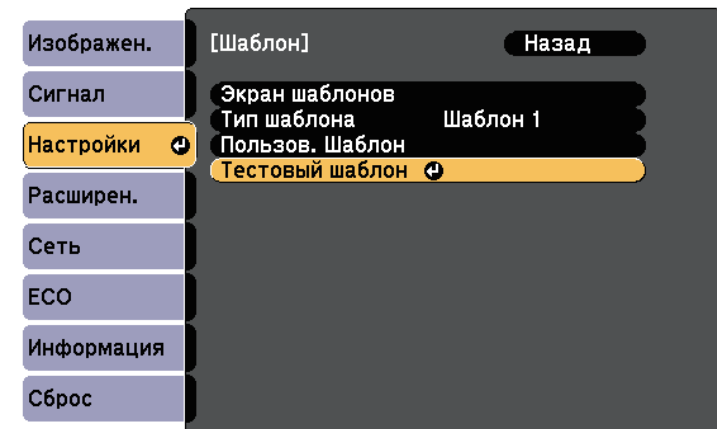 Изображен.
Сигнал
Настройки
Расширен.
Сеть
ECO
Информация
Сброс
[Шаблон] Назад
Экран шаблонов
Тип шаблона Шаблон 1
Пользов. Шаблон
Тестовый шаблон